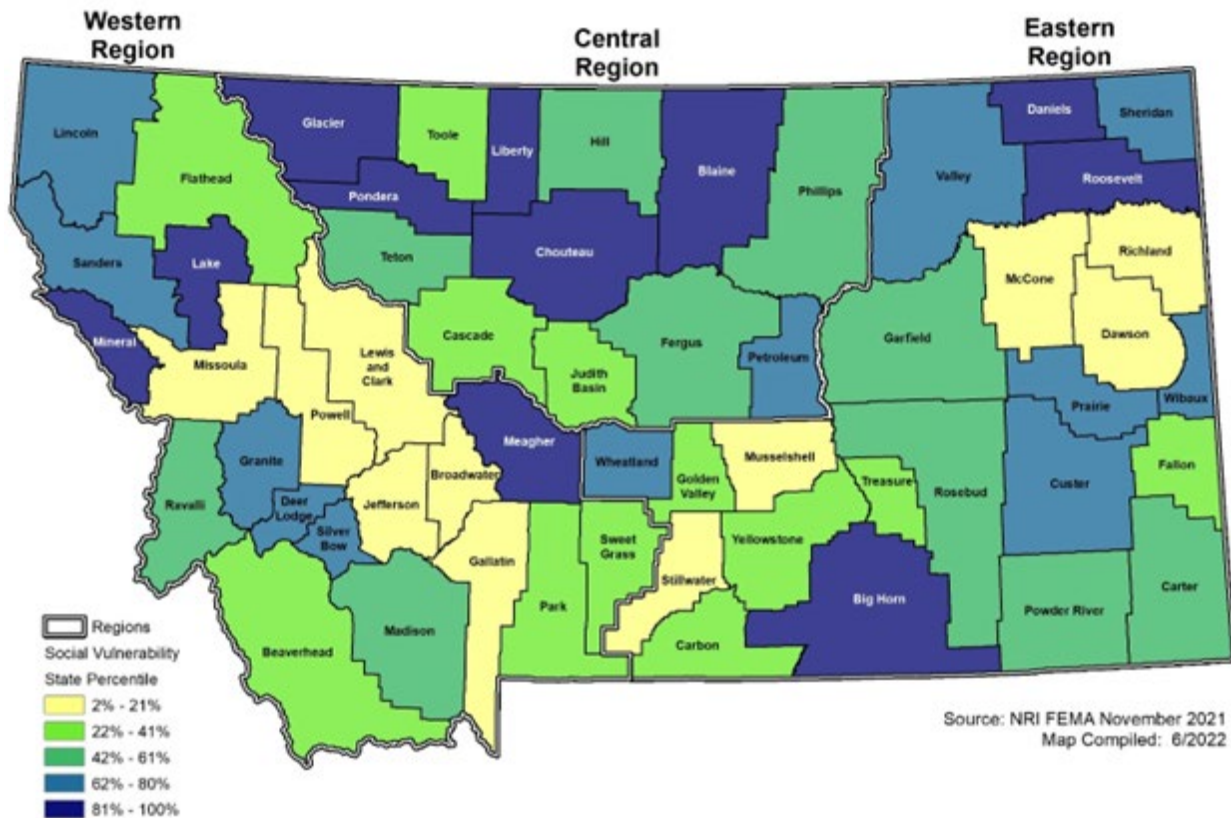 Western
Region
Central
Region
Eastern
Region
Lincoln
Flathead
Glacier
Toole
Liberty
Hill
Blaine
Phillips
Valley
Daniels
Sheridan
Roosevelt
Pondera
Teton
Chouteau
Sanders
Lake
Mineral
Missoula
Powell
Lewis
and
Clark
Cascade
Judith
Basin
Fergus
Petroleum
Garfield
McCone
Richland
Dawson
Prairie
Wibaux
Ravalli
Granite
Deer
Lodge
Silver
Bow
Jefferson
Broadwater
Meagher
Wheatland
Golden
Valley
Musselshell
Treasure
Rosebud
Custer
Fallon
Gallatin
Park
Sweet
Grass
Stillwater
Yellowstone
Big Horn
Carbon
Powder River
Carter
Beaverhead
Madison
Regions
Social Vulnerability
State Percentile
2% - 21%
22% - 41%
42% - 61%
62% - 80%
81% - 100%
Source: NRI FEMA November 2021
Map Compiled: 6/2022